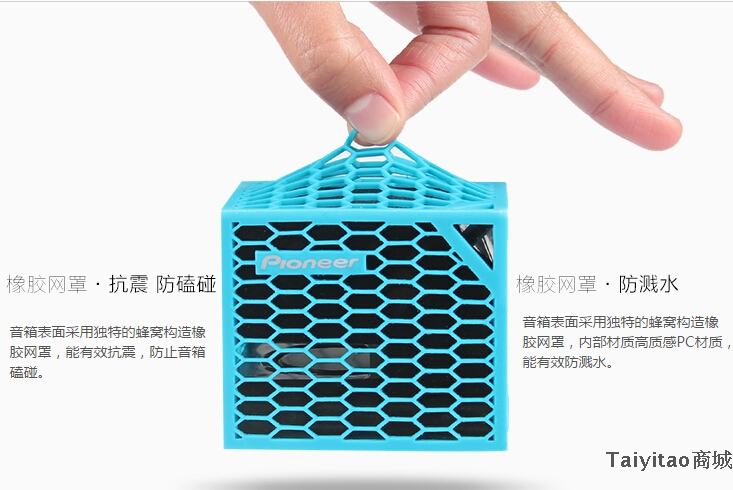 Pioneer
橡胶网罩·抗震 防磕碰
音箱表面采用独特的蜂窝构造橡
胶网罩，能有效抗震，防止音箱
磕碰。
橡胶网罩·防溅水
音箱表面采用独特的蜂窝构造橡
胶网罩，内部材质高质感PC材质，
能有效防溅水。
Taiyitao商城